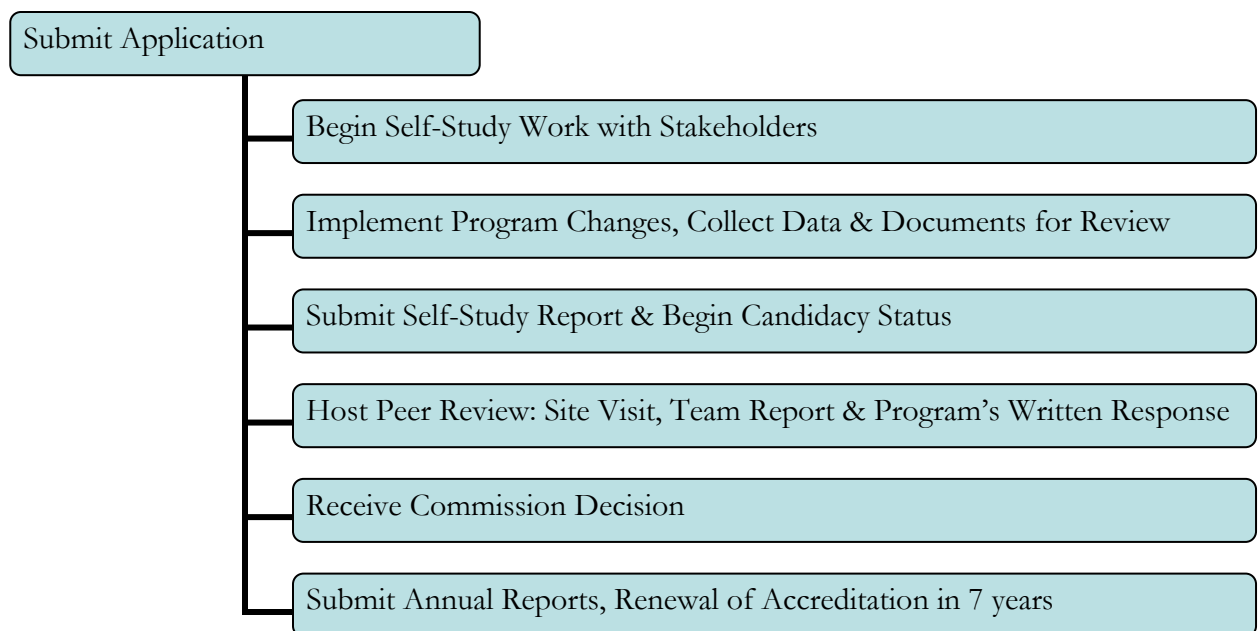 Submit Application
Begin Self-Study Work with Stakeholders
Implement Program Changes, Collect Data & Documents for Review
Submit Self-Study Report & Begin Candidacy Status
Host Peer Review: Site Visit, Team Report & Program’s Written Response
Receive Commission Decision
Submit Annual Reports, Renewal of Accreditation in 7 years